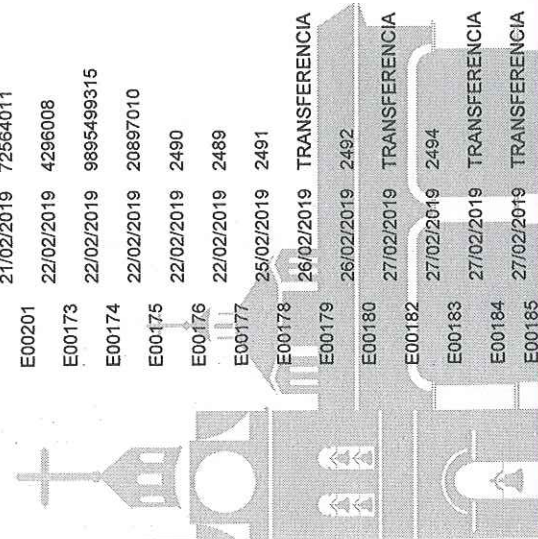 21/02/2019 72564011
E00201 22/02/2019 4296008
E00173 22/02/2019 9895499315
E00174 22/02/2019 20897010
E00175 22/02/2019 2490
E00176 22/02/2019 2489
E00177 25/02/2019 2491
E00178 26/02/2019 TRANSFERENCIA
E00179 26/02/2019 2492
E00180 27/02/2019 TRANSFERENCIA
E00182 27/02/2019 2494
E00183 27/02/2019 TRANSFERENCIA
E00184 27/02/2019 TRANSFERENCIA
E00185